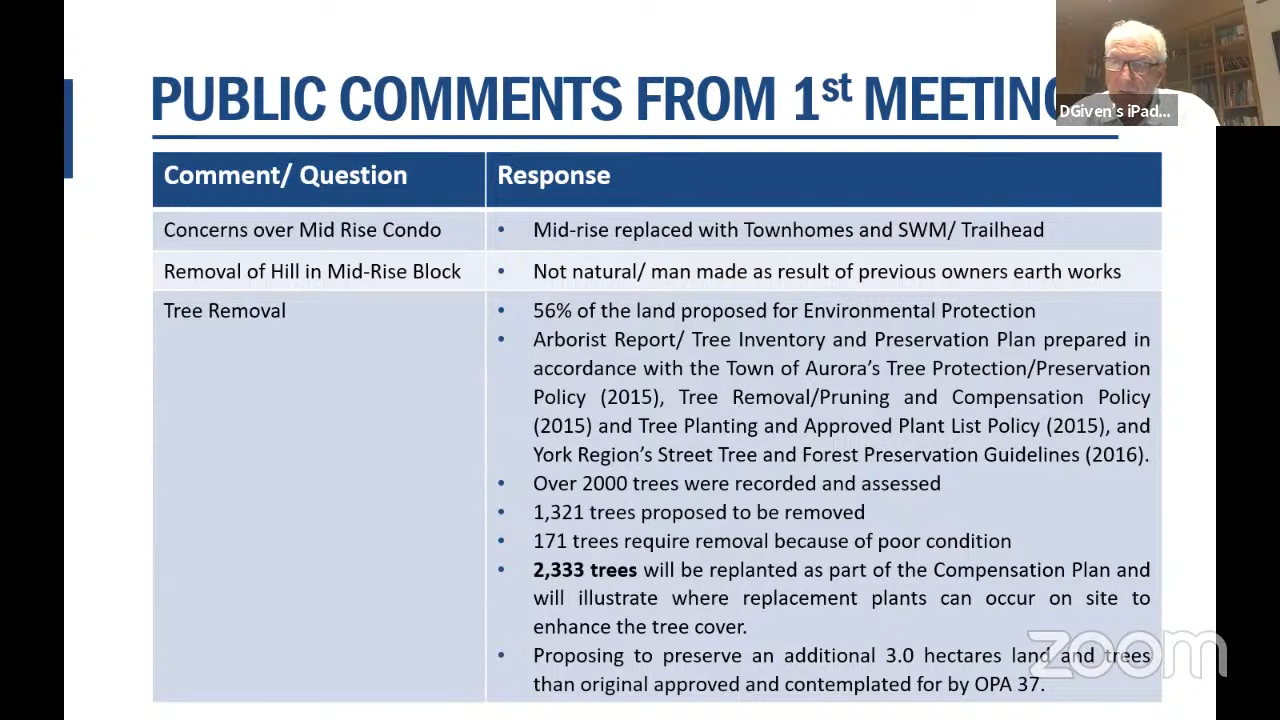 PUBLIC COMMENTS FROM 1st MEETING
DGiven's iPad...
Comment/ Question
Response
Concerns over Mid Rise Condo
• Mid-rise replaced with Townhomes and SWM/ Trailhead
Removal of Hill in Mid-Rise Block
• Not natural/ man made as result of previous owners earth works
Tree Removal
• 56% of the land proposed for Environmental Protection
• Arborist Report/ Tree Inventory and Preservation Plan prepared in
accordance with the Town of Aurora's Tree Protection/Preservation
Policy (2015), Tree Removal/Pruning and Compensation Policy
(2015) and Tree Planting and Approved Plant List Policy (2015), and
York Region's Street Tree and Forest Preservation Guidelines (2016).
• Over 2000 trees were recorded and assessed
• 1,321 trees proposed to be removed
• 171 trees require removal because of poor condition
• 2,333 trees will be replanted as part of the Compensation Plan and
will illustrate where replacement plants can occur on site to
enhance the tree cover.
• Proposing to preserve an additional 3.0 hectares land and trees
than original approved and contemplated for by OPA 37.
zoom